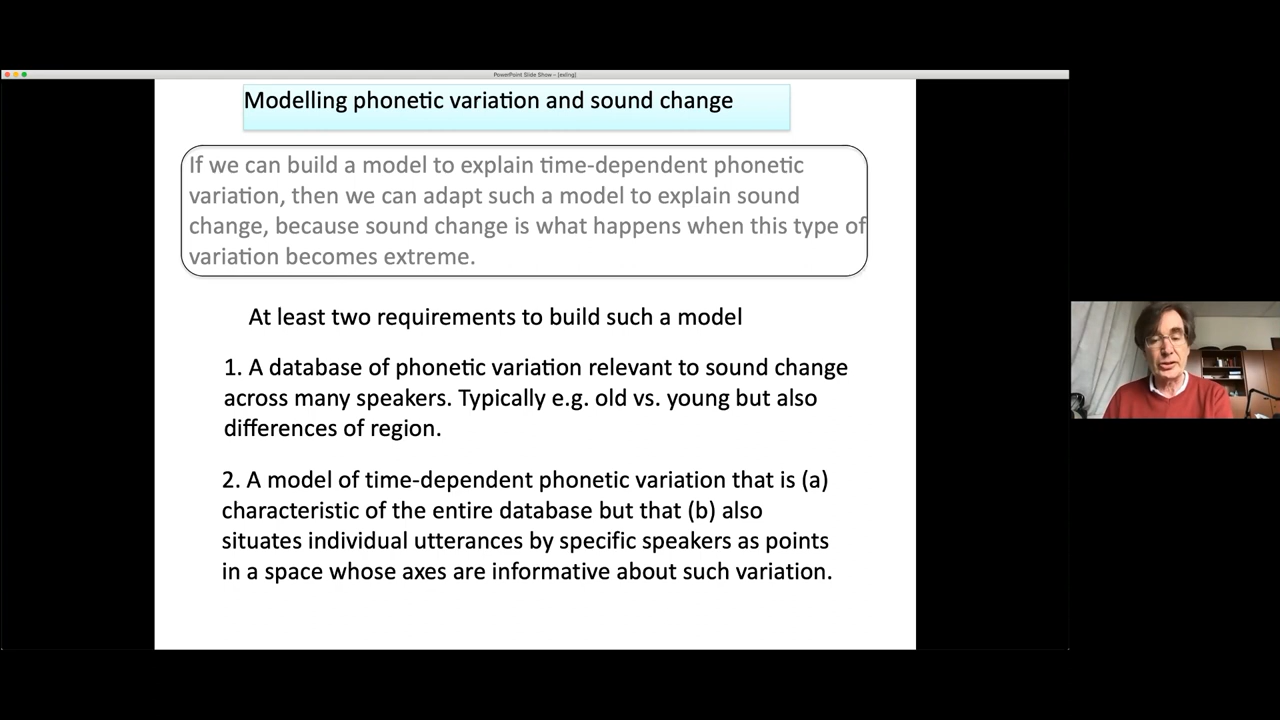 PowerPoint Slide Show - [exling]
Modelling phonetic variation and sound change
If we can build a model to explain time-dependent phonetic
variation, then we can adapt such a model to explain sound
change, because sound change is what happens when this type of
variation becomes extreme.
At least two requirements to build such a model
1. A database of phonetic variation relevant to sound change
across many speakers. Typically e.g. old vs. young but also
differences of region.
2. A model of time-dependent phonetic variation that is (a)
characteristic of the entire database but that (b) also
situates individual utterances by specific speakers as points
in a space whose axes are informative about such variation.